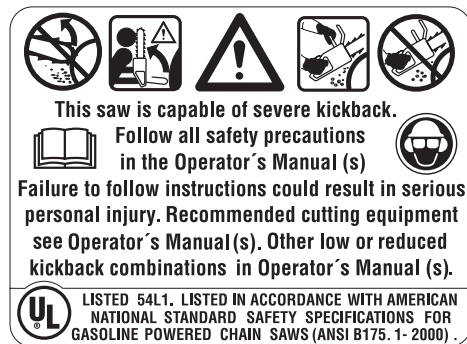 This saw is capable of severe kickback.
Follow all safety precautions
in the Operator´s Manual (s)
Failure to follow instructions could result in serious
personal injury. Recommended cutting equipment
see Operator´s Manual(s). Other low or reduced
kickback combinations in Operator´s Manual (s).
UL
®
LISTED 54L1. LISTED IN ACCORDANCE WITH AMERICAN
NATIONAL STANDARD SAFETY SPECIFICATIONS FOR
GASOLINE POWERED CHAIN SAWS (ANSI B175. 1- 2000) .